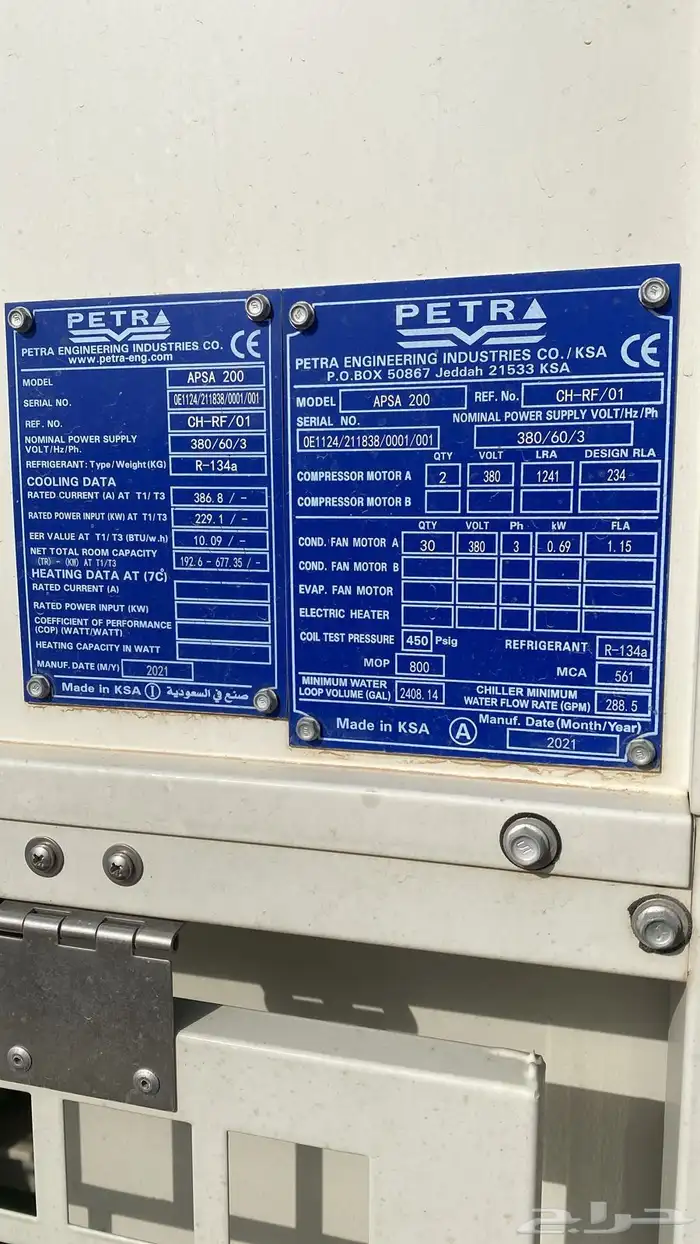 PETRA
PETRA ENGINEERING INDUSTRIES CO.
www.petra-eng.com
CE
MODEL APSA 200
SERIAL NO. 0E1124/211838/0001/001
REF. NO. CH-RF/01
NOMINAL POWER SUPPLY
VOLT/Hz/Ph. 380/60/3
REFRIGERANT: Type/Weight(KG) R-134a
COOLING DATA
RATED CURRENT (A) AT T1/T3 386.8 / -
RATED POWER INPUT (KW) AT T1/T3 229.1 / -
EER VALUE AT T1/T3 (BTU/w.h) 10.09 / -
NET TOTAL ROOM CAPACITY
(TR) - (KW) AT T1/T3 192.6 - 677.35 / -
HEATING DATA AT (7C°)
RATED CURRENT (A)
RATED POWER INPUT (KW)
COEFFICIENT OF PERFORMANCE
(COP) (WATT/WATT)
HEATING CAPACITY IN WATT
MANUF. DATE (M/Y) 2021
Made in KSA I صنع في السعودية
PETRA
PETRA ENGINEERING INDUSTRIES CO./KSA
P.O.BOX 50867 Jeddah 21533 KSA
CE
MODEL APSA 200 REF. No. CH-RF/01
SERIAL NO. NOMINAL POWER SUPPLY VOLT/Hz/Ph
0E1124/211838/0001/001 380/60/3
QTY VOLT LRA DESIGN RLA
COMPRESSOR MOTOR A 2 380 1241 234
COMPRESSOR MOTOR B
QTY VOLT Ph kW FLA
COND. FAN MOTOR A 30 380 3 0.69 1.15
COND. FAN MOTOR B
EVAP. FAN MOTOR
ELECTRIC HEATER
COIL TEST PRESSURE 450 Psig REFRIGERANT R-134a
MOP 800 MCA 561
MINIMUM WATER
LOOP VOLUME (GAL) 2408.14
CHILLER MINIMUM
WATER FLOW RATE (GPM) 288.5
Made in KSA A Manuf. Date (Month/Year)
2021
حراج